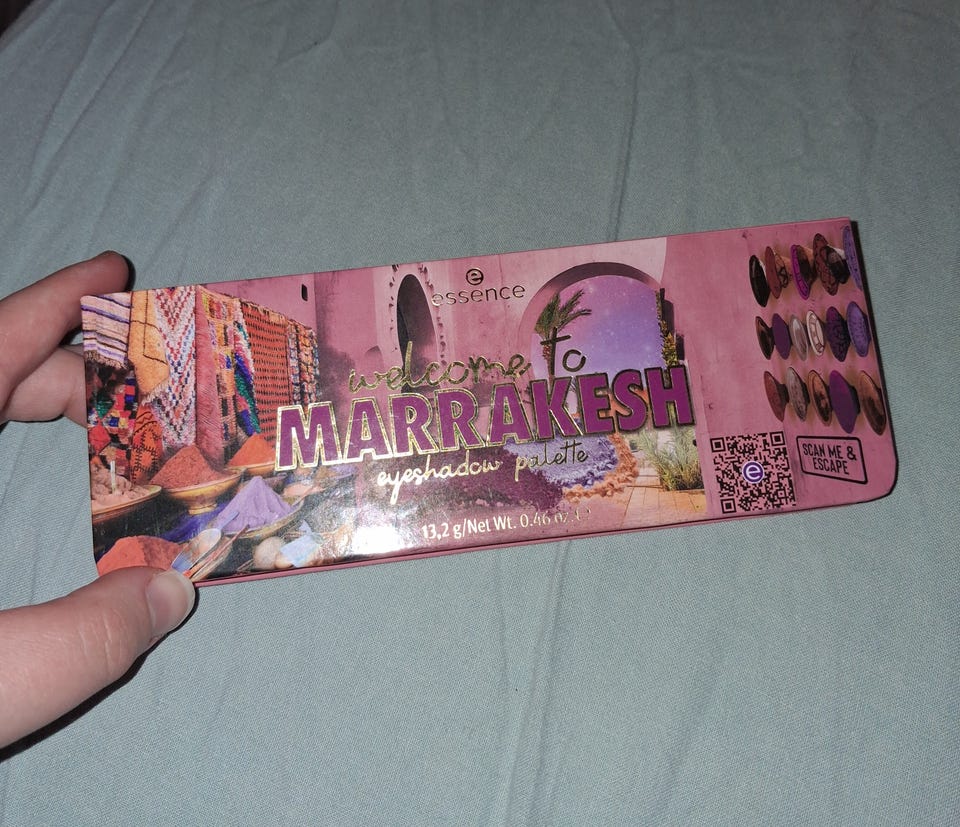 e
essence
welcome to
MARRAKESH
eyeshadow palette
13,2 g/Net Wt. 0.46 oz.
e
SCAN ME &
ESCAPE